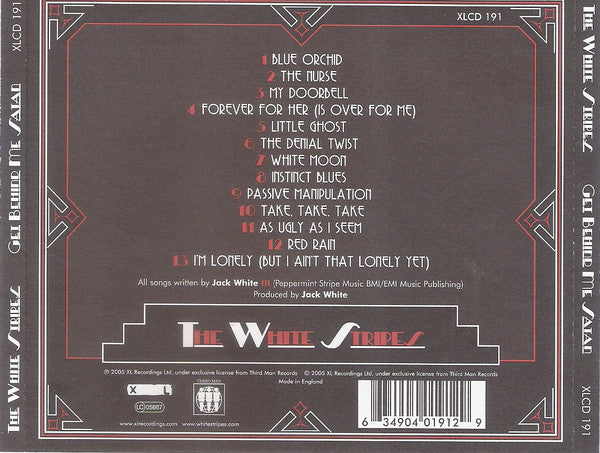 XLCD 191
THE WHITE STRIPES GET BEHIND ME SATAN XLCD 191
1 BLUE ORCHID
2 THE NURSE
3 MY DOORBELL
4 FOREVER FOR HER (IS OVER FOR ME)
5 LITTLE GHOST
6 THE DENIAL TWIST
7 WHITE MOON
8 INSTINCT BLUES
9 PASSIVE MANIPULATION
10 TAKE, TAKE, TAKE
11 AS UGLY AS I SEEM
12 RED RAIN
13 I'M LONELY (BUT I AIN'T THAT LONELY YET)
All songs written by Jack White III (Peppermint Stripe Music BMI/EMI Music Publishing)
Produced by Jack White
THE WHITE STRIPES
℗ 2005 XL Recordings Ltd. under exclusive license from Third Man Records © 2005 XL Recordings Ltd. under exclusive license from Third Man Records
Made in England
X L
LC 05667
THIRD MAN
www.xlrecordings.com www.whitestripes.com
6 34904 01912 9
THE WHITE STRIPES GET BEHIND ME SATAN XLCD 191